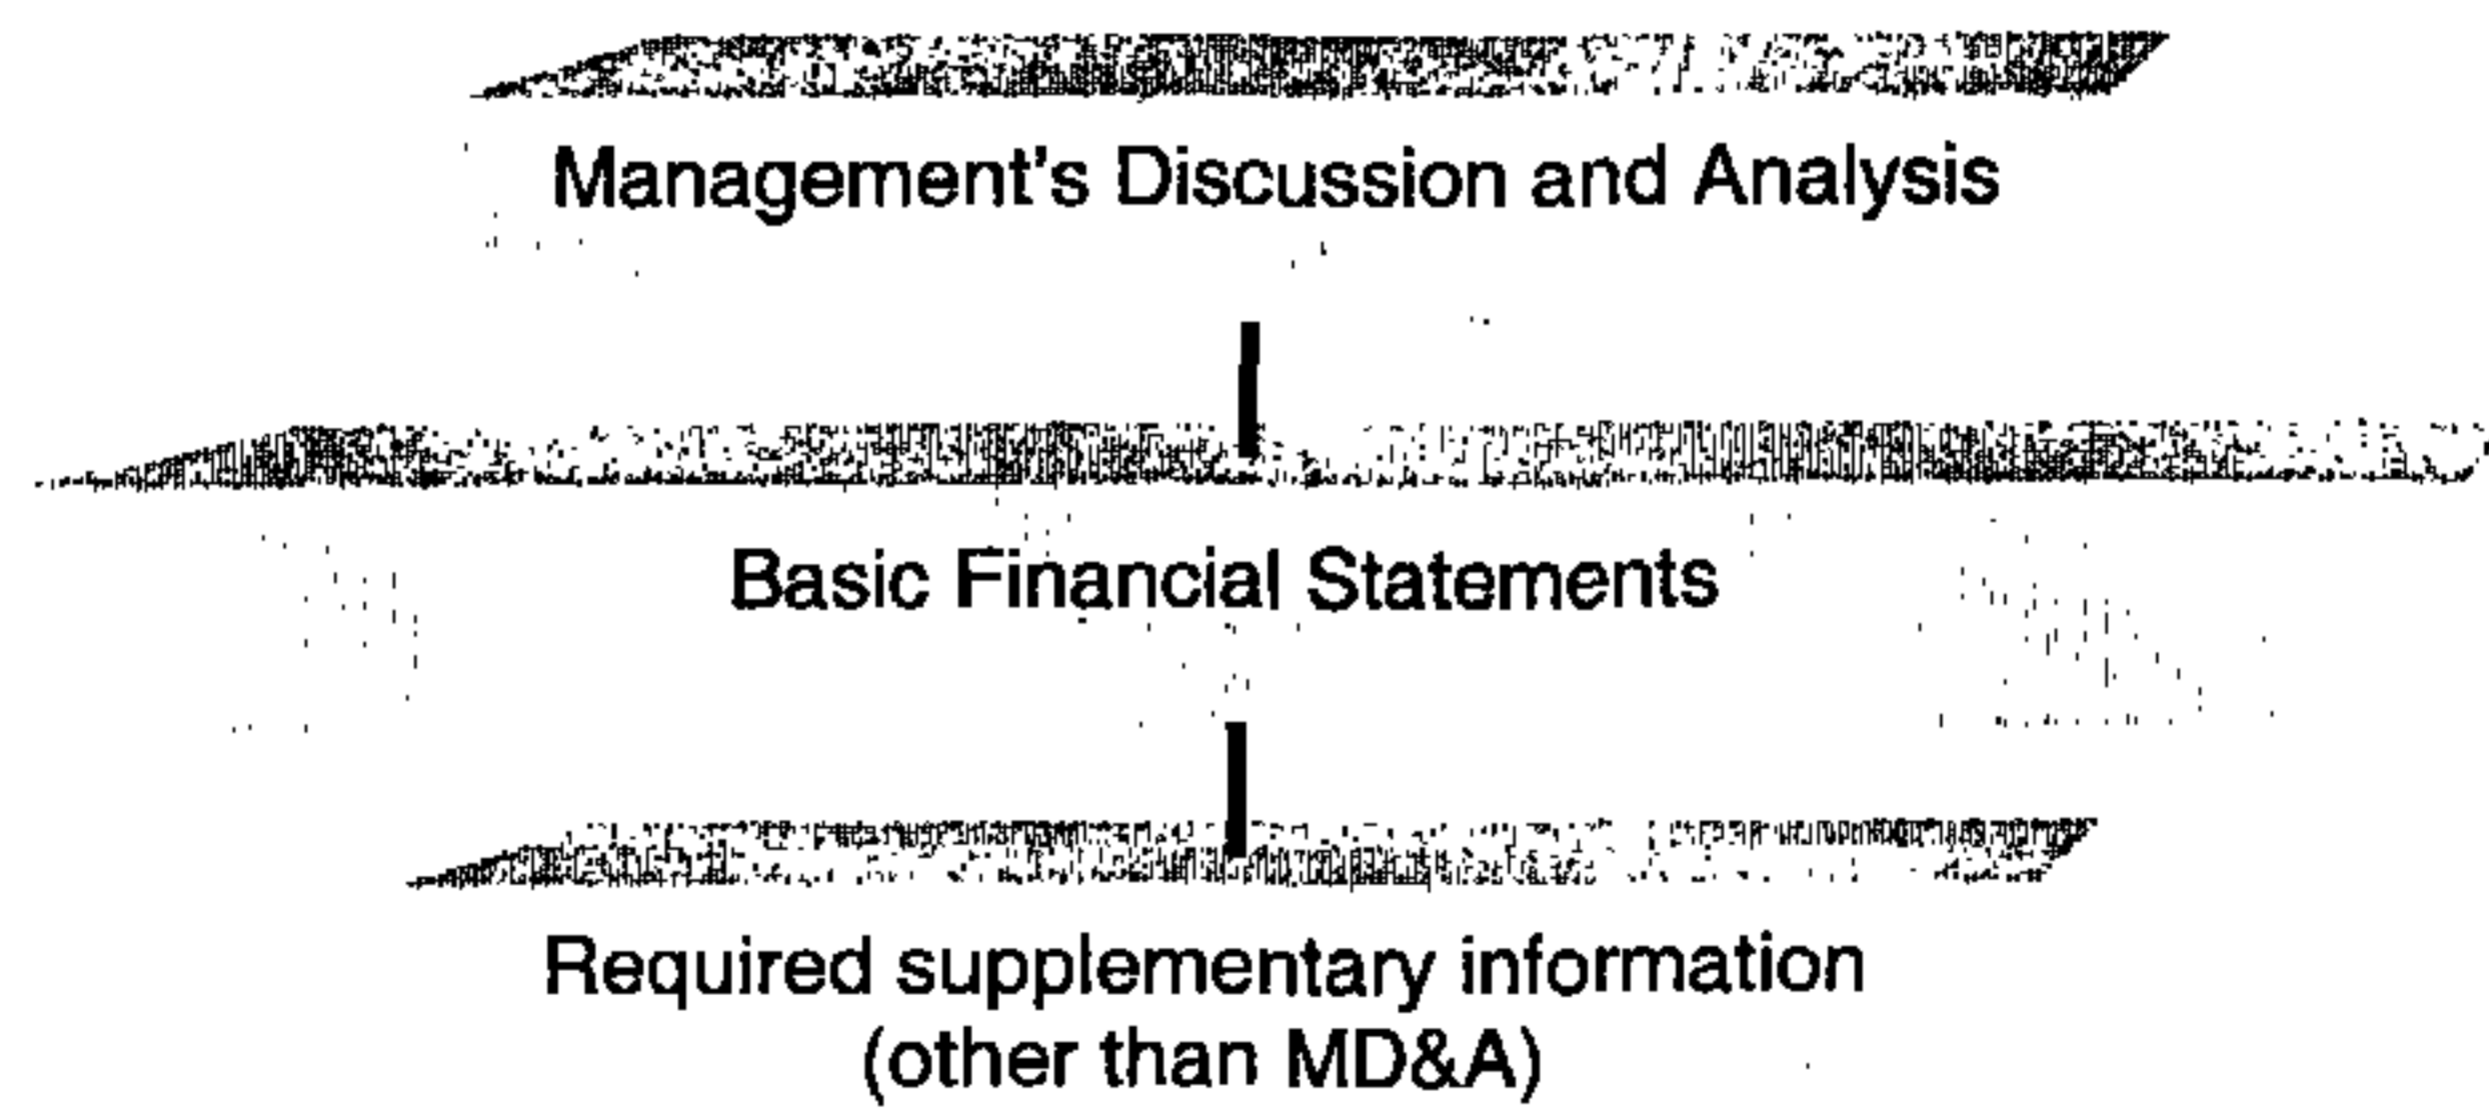 Management's Discussion and Analysis
Basic Financial Statements
Required supplementary information
(other than MD&A)